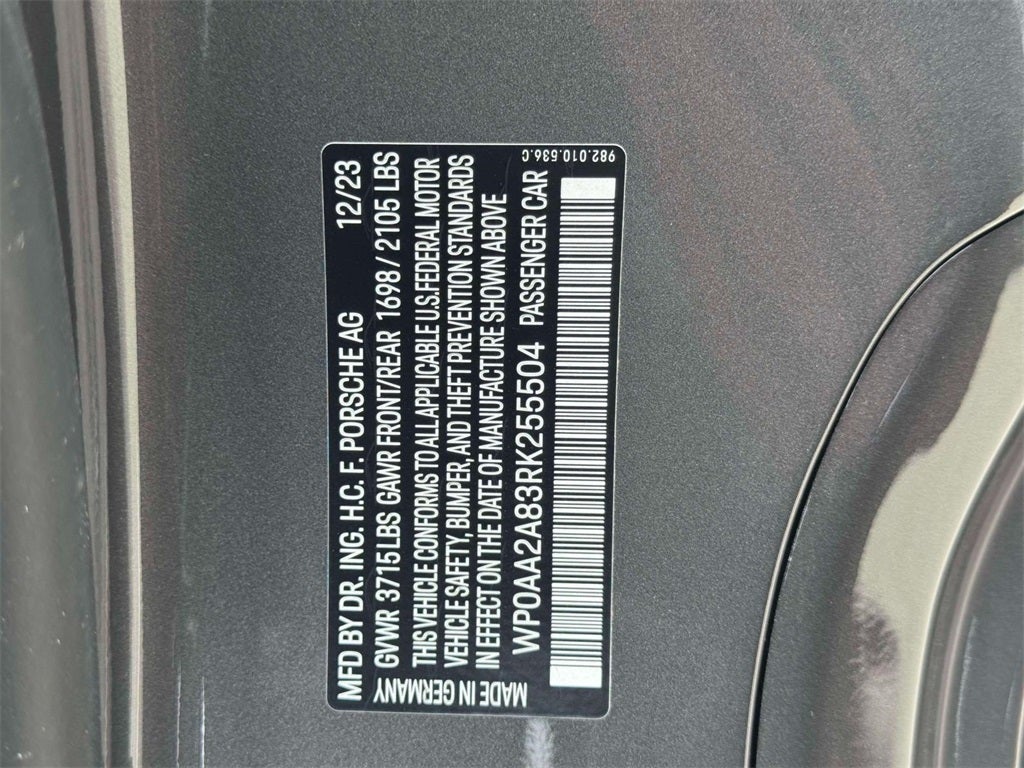 MFD BY DR. ING. H.C. F. PORSCHE AG 12/23
GVWR 3715 LBS GAWR FRONT/REAR 1698 / 2105 LBS
THIS VEHICLE CONFORMS TO ALL APPLICABLE U.S. FEDERAL MOTOR
VEHICLE SAFETY, BUMPER, AND THEFT PREVENTION STANDARDS
IN EFFECT ON THE DATE OF MANUFACTURE SHOWN ABOVE
MADE IN GERMANY WP0AA2A83RK255504 PASSENGER CAR
982.010.536.C